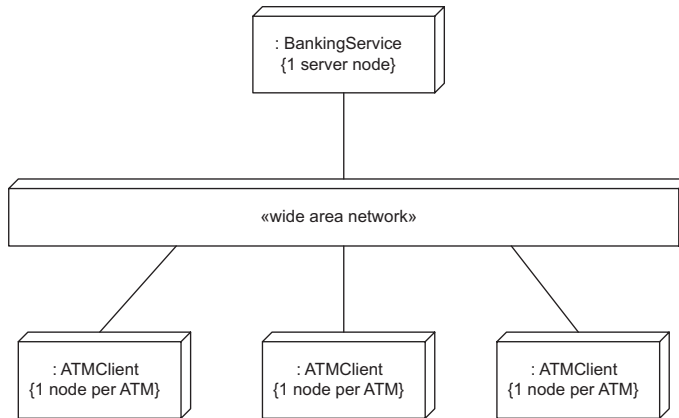 : BankingService
{1 server node}
«wide area network»
: ATMClient
{1 node per ATM}
: ATMClient
{1 node per ATM}
: ATMClient
{1 node per ATM}